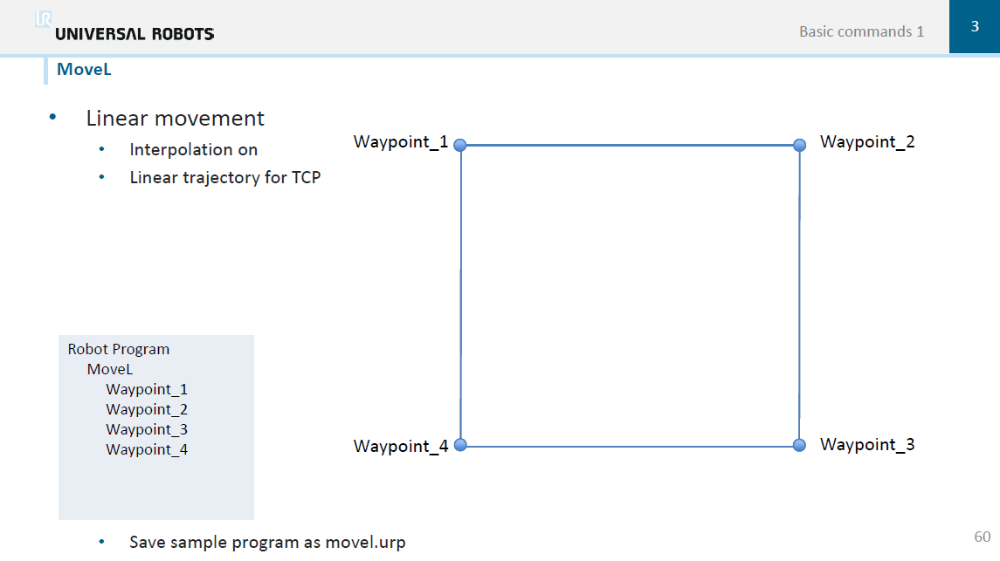 UR
UNIVERSAL ROBOTS
Basic commands 1
3
MoveL
• Linear movement
• Interpolation on
• Linear trajectory for TCP
Waypoint_1
Waypoint_2
Waypoint_4
Waypoint_3
Robot Program
MoveL
Waypoint_1
Waypoint_2
Waypoint_3
Waypoint_4
• Save sample program as movel.urp
60